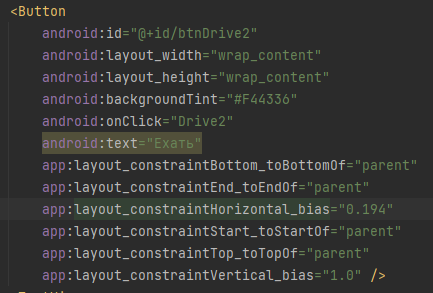 <Button
android:id="@+id/btnDrive2"
android:layout_width="wrap_content"
android:layout_height="wrap_content"
android:backgroundTint="#F44336"
android:onClick="Drive2"
android:text="Ехать"
app:layout_constraintBottom_toBottomOf="parent"
app:layout_constraintEnd_toEndOf="parent"
app:layout_constraintHorizontal_bias="0.194"
app:layout_constraintStart_toStartOf="parent"
app:layout_constraintTop_toTopOf="parent"
app:layout_constraintVertical_bias="1.0" />